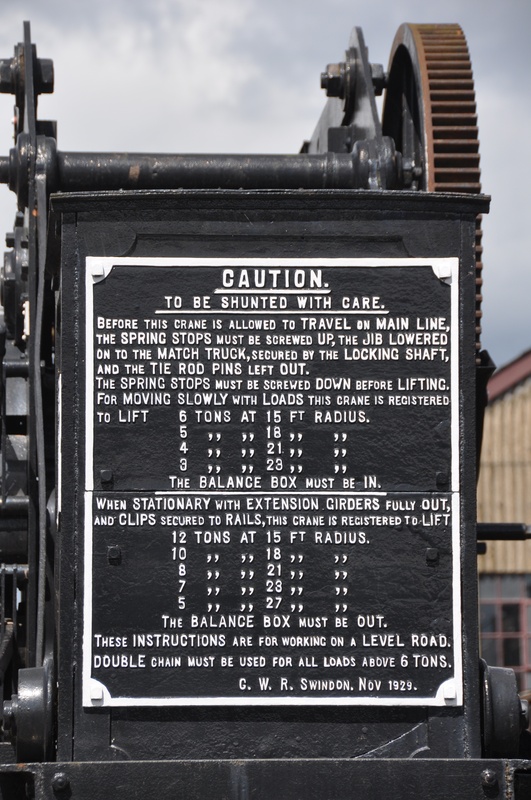 CAUTION.
TO BE SHUNTED WITH CARE.
BEFORE THIS CRANE IS ALLOWED TO TRAVEL ON MAIN LINE,
THE SPRING STOPS MUST BE SCREWED UP, THE JIB LOWERED
ON TO THE MATCH TRUCK, SECURED BY THE LOCKING SHAFT,
AND THE TIE ROD PINS LEFT OUT.
THE SPRING STOPS MUST BE SCREWED DOWN BEFORE LIFTING.
FOR MOVING SLOWLY WITH LOADS THIS CRANE IS REGISTERED
TO LIFT 6 TONS AT 15 FT RADIUS.
5 ,, ,, 18 ,, ,,
4 ,, ,, 21 ,, ,,
3 ,, ,, 23 ,, ,,
THE BALANCE BOX MUST BE IN.
WHEN STATIONARY WITH EXTENSION GIRDERS FULLY OUT,
AND CLIPS SECURED TO RAILS, THIS CRANE IS REGISTERED TO LIFT
12 TONS AT 15 FT RADIUS.
10 ,, ,, 18 ,, ,,
8 ,, ,, 21 ,, ,,
7 ,, ,, 23 ,, ,,
5 ,, ,, 27 ,, ,,
THE BALANCE BOX MUST BE OUT.
THESE INSTRUCTIONS ARE FOR WORKING ON A LEVEL ROAD.
DOUBLE CHAIN MUST BE USED FOR ALL LOADS ABOVE 6 TONS.
G. W. R. SWINDON, NOV 1929.